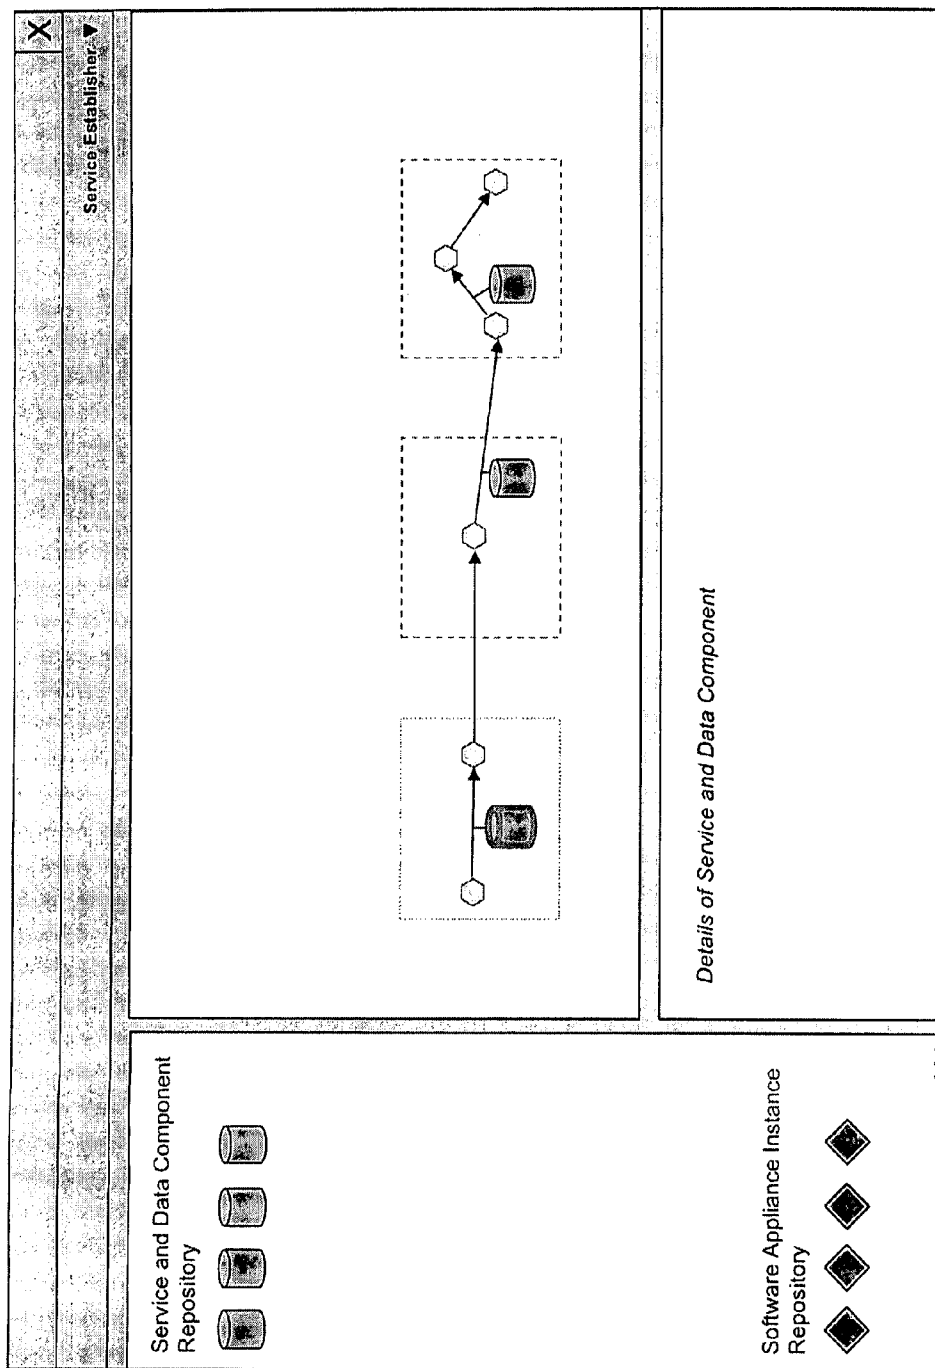 X
Service Establisher ▼
Service and Data Component
Repository
Software Appliance Instance
Repository
Details of Service and Data Component